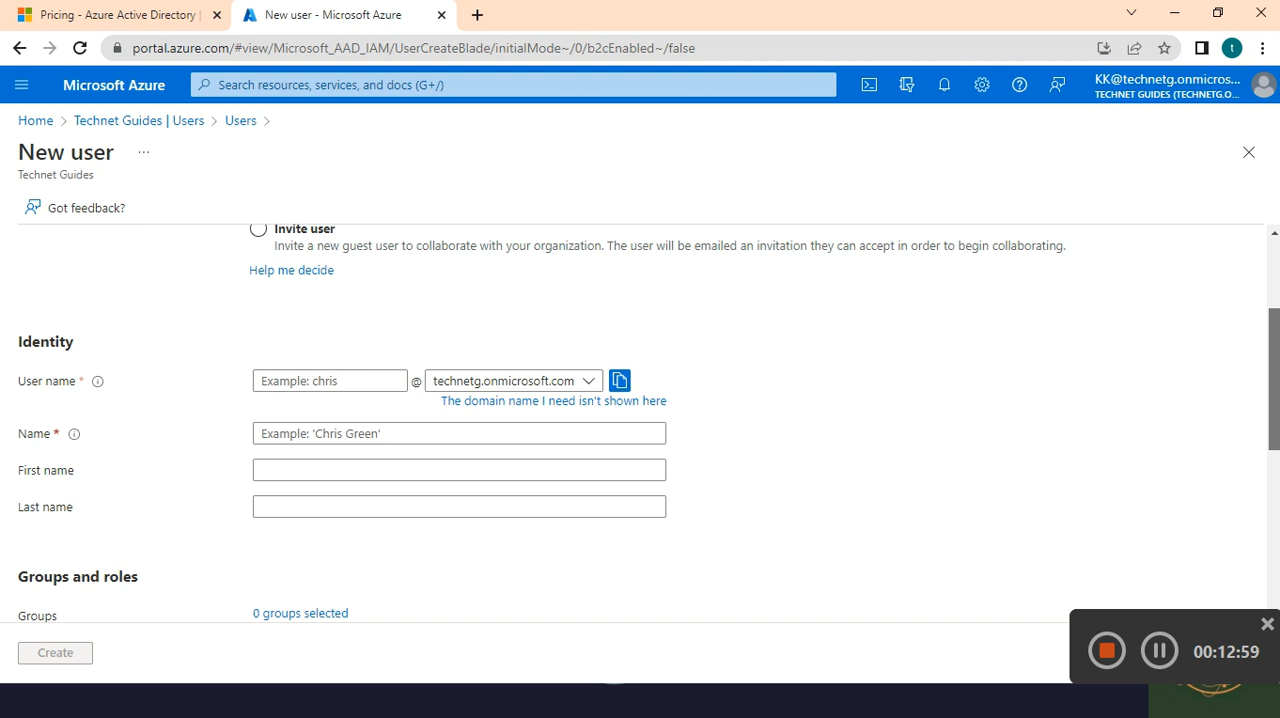 Pricing - Azure Active Directory
New user - Microsoft Azure
portal.azure.com/#view/Microsoft_AAD_IAM/UserCreateBlade/initialMode~/0/b2cEnabled~/false
t
Microsoft Azure
Search resources, services, and docs (G+/)
KK@technetg.onmicros...
TECHNET GUIDES (TECHNETG.O...
Home > Technet Guides | Users > Users >
New user ...
Technet Guides
Got feedback?
Invite user
Invite a new guest user to collaborate with your organization. The user will be emailed an invitation they can accept in order to begin collaborating.
Help me decide
Identity
User name *
Example: chris
@
technetg.onmicrosoft.com
The domain name I need isn't shown here
Name *
Example: 'Chris Green'
First name
Last name
Groups and roles
Groups
0 groups selected
Create
00:12:59